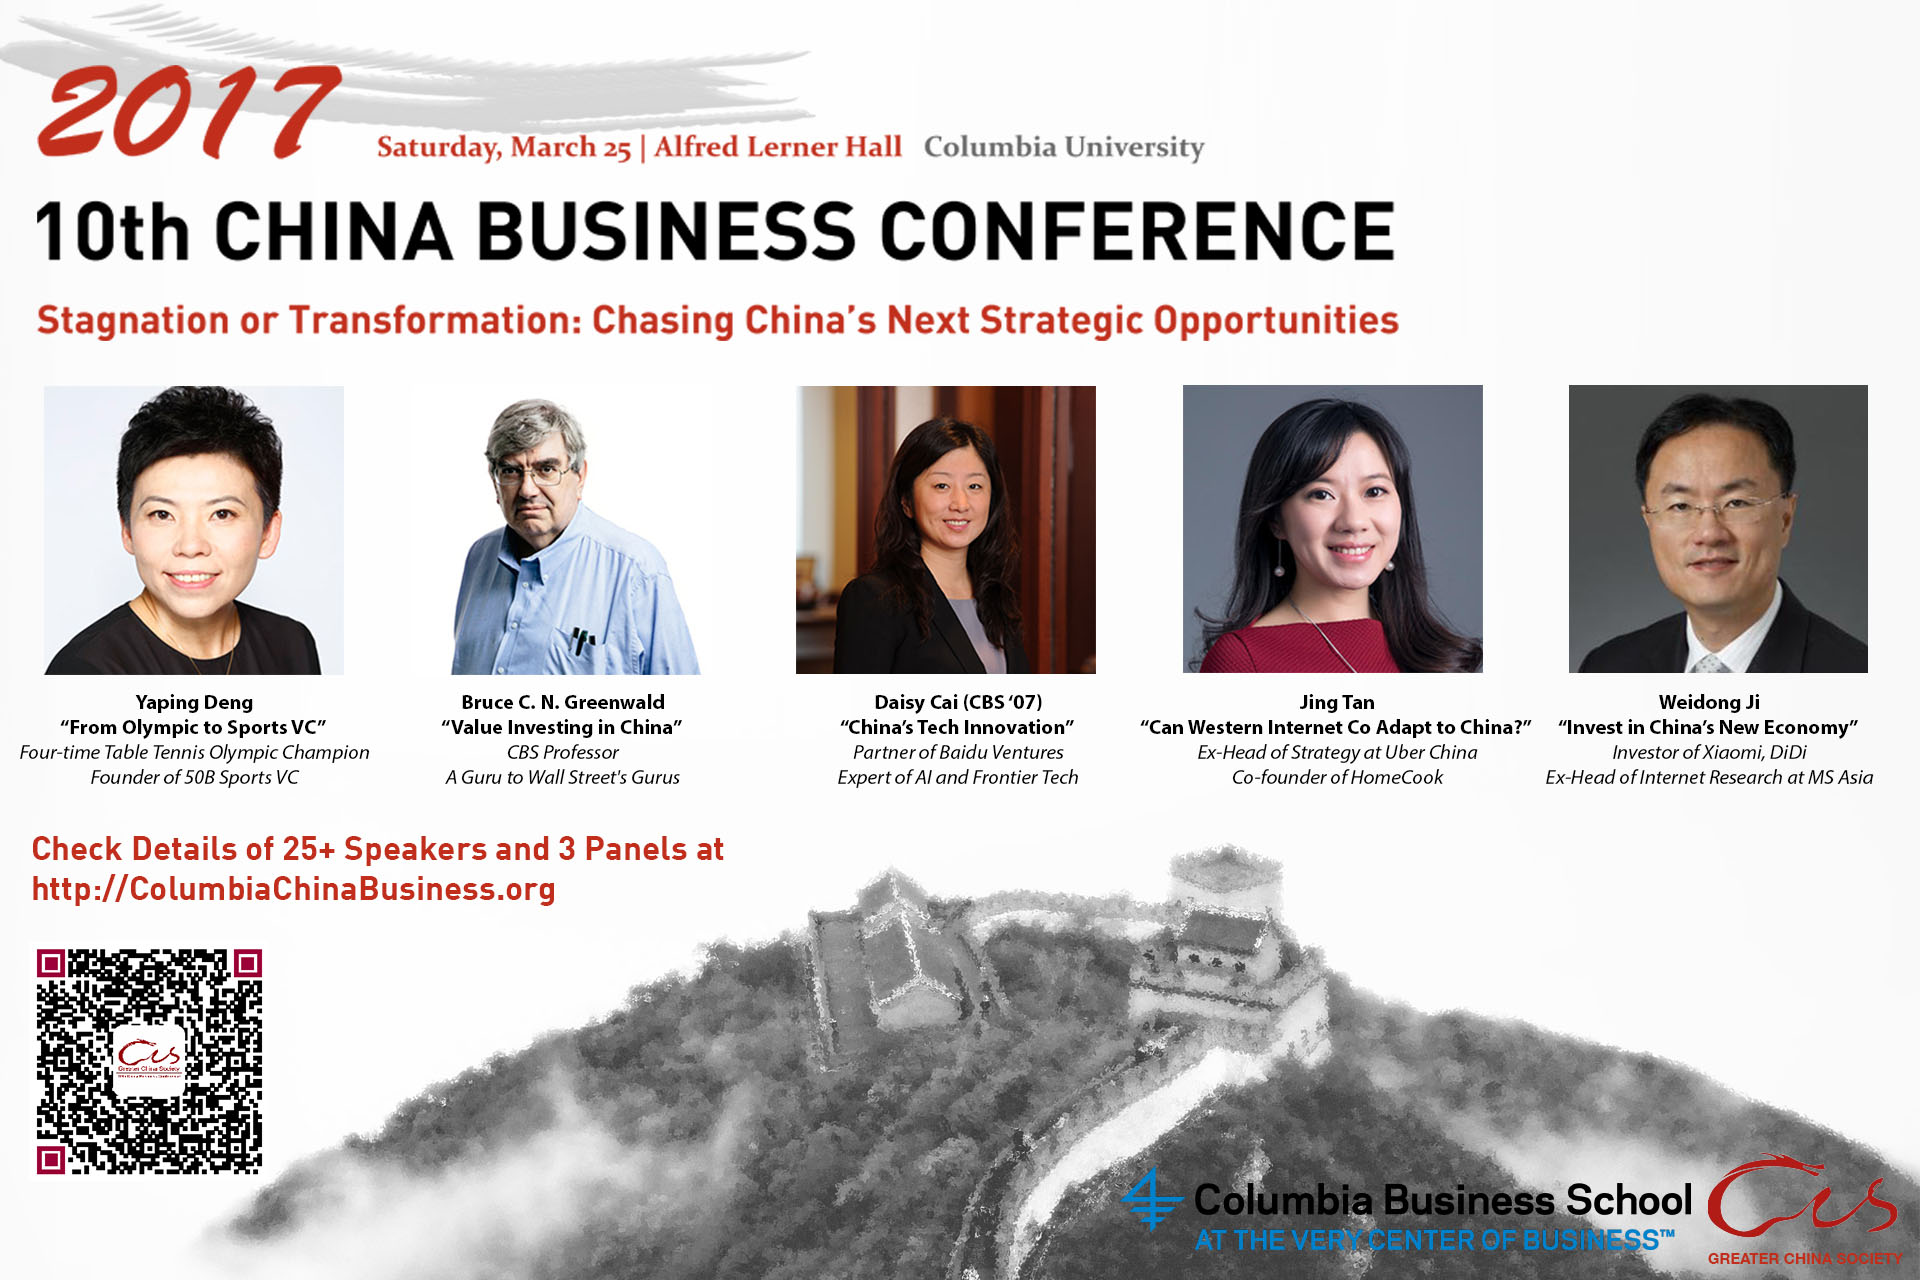 2017
Saturday, March 25 | Alfred Lerner Hall Columbia University
10th CHINA BUSINESS CONFERENCE
Stagnation or Transformation: Chasing China's Next Strategic Opportunities
Yaping Deng
“From Olympic to Sports VC”
Four-time Table Tennis Olympic Champion
Founder of 50B Sports VC
Bruce C. N. Greenwald
“Value Investing in China”
CBS Professor
A Guru to Wall Street's Gurus
Daisy Cai (CBS ‘07)
“China’s Tech Innovation”
Partner of Baidu Ventures
Expert of AI and Frontier Tech
Jing Tan
“Can Western Internet Co Adapt to China?”
Ex-Head of Strategy at Uber China
Co-founder of HomeCook
Weidong Ji
“Invest in China’s New Economy”
Investor of Xiaomi, DiDi
Ex-Head of Internet Research at MS Asia
Check Details of 25+ Speakers and 3 Panels at
http://ColumbiaChinaBusiness.org
Greater China Society
Columbia Business School
AT THE VERY CENTER OF BUSINESS™
GCS
GREATER CHINA SOCIETY